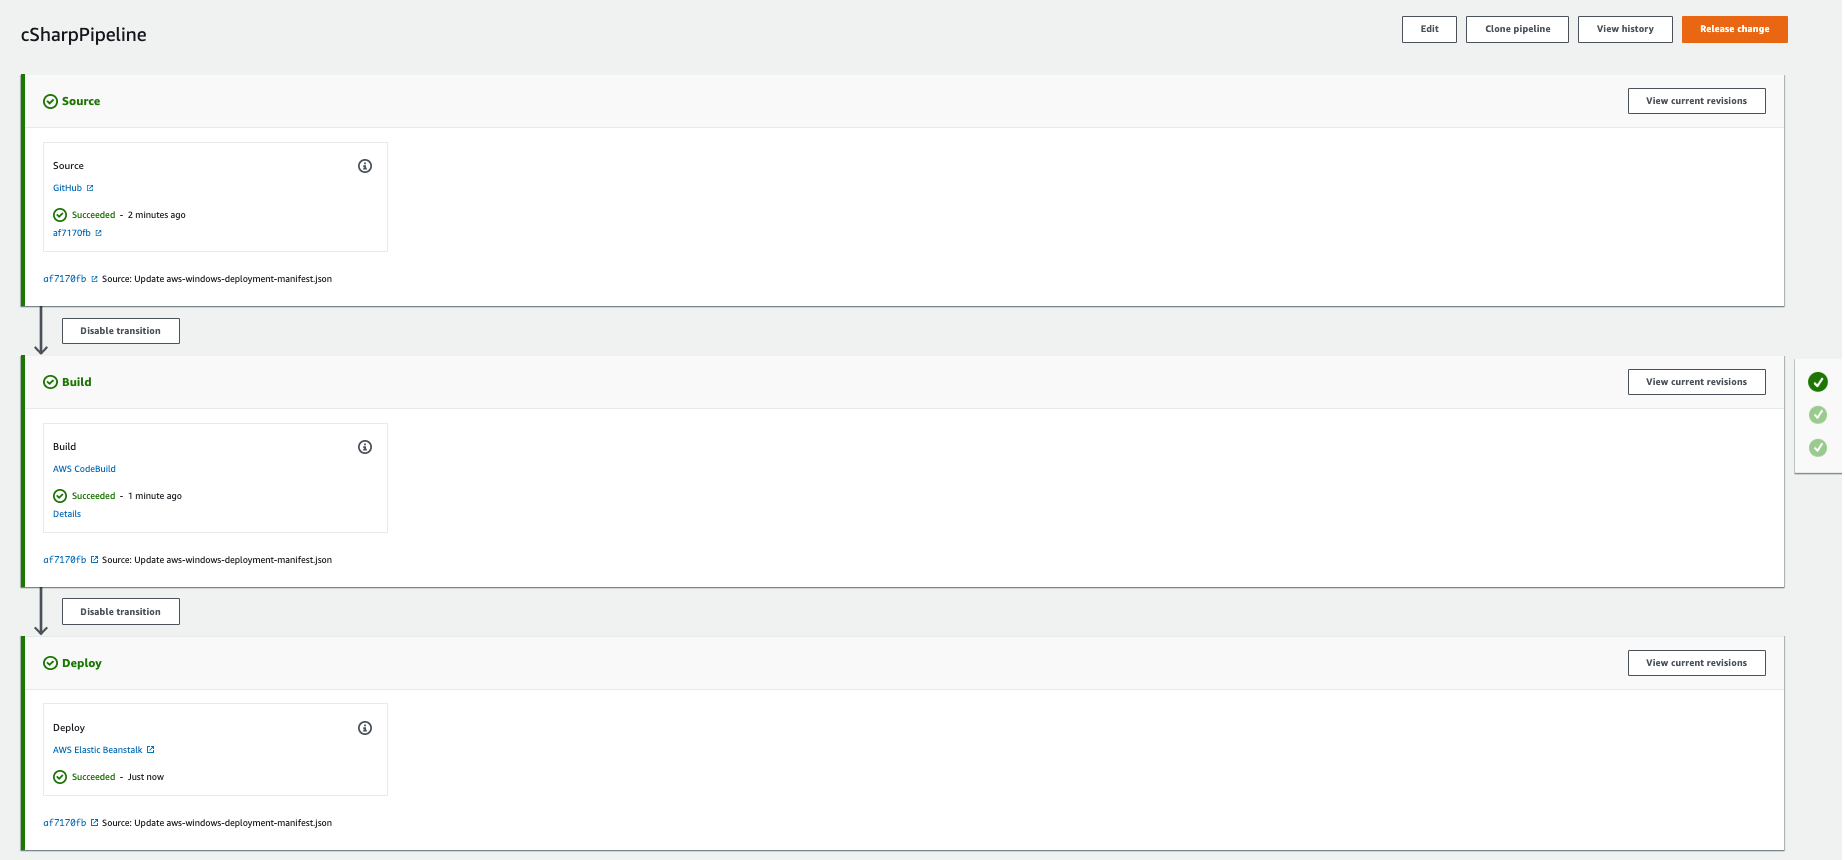 cSharpPipeline
Edit
Clone pipeline
View history
Release change
Source
View current revisions
Source
GitHub
Succeeded - 2 minutes ago
af7170fb
af7170fb Source: Update aws-windows-deployment-manifest.json
Disable transition
Build
View current revisions
Build
AWS CodeBuild
Succeeded - 1 minute ago
Details
af7170fb Source: Update aws-windows-deployment-manifest.json
Disable transition
Deploy
View current revisions
Deploy
AWS Elastic Beanstalk
Succeeded - Just now
af7170fb Source: Update aws-windows-deployment-manifest.json